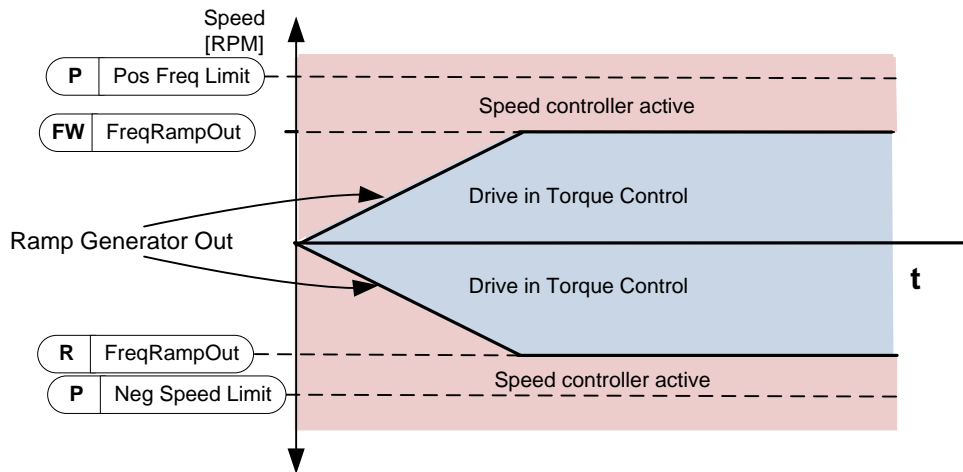 Speed
[RPM]
P Pos Freq Limit
Speed controller active
FW FreqRampOut
Drive in Torque Control
Ramp Generator Out
t
Drive in Torque Control
R FreqRampOut
Speed controller active
P Neg Speed Limit